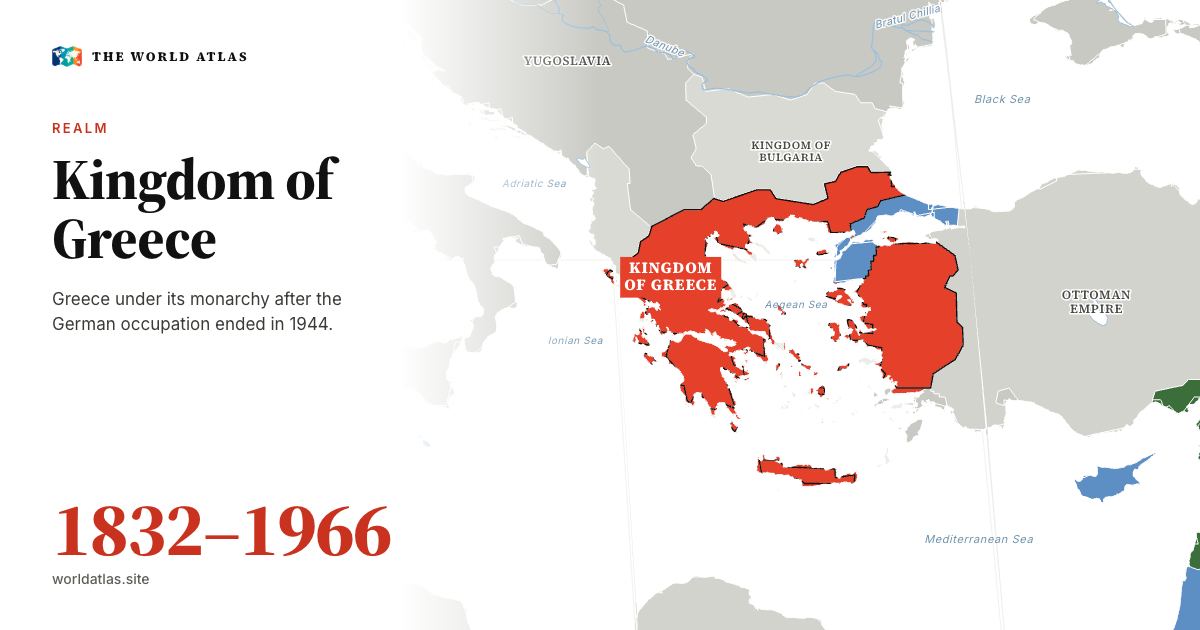 THE WORLD ATLAS
REALM
Kingdom of
Greece
Greece under its monarchy after the
German occupation ended in 1944.
1832–1966
worldatlas.site
YUGOSLAVIA
Danube
Bratul Chillia
Black Sea
KINGDOM OF
BULGARIA
Adriatic Sea
KINGDOM
OF GREECE
Aegean Sea
OTTOMAN
EMPIRE
Ionian Sea
Mediterranean Sea